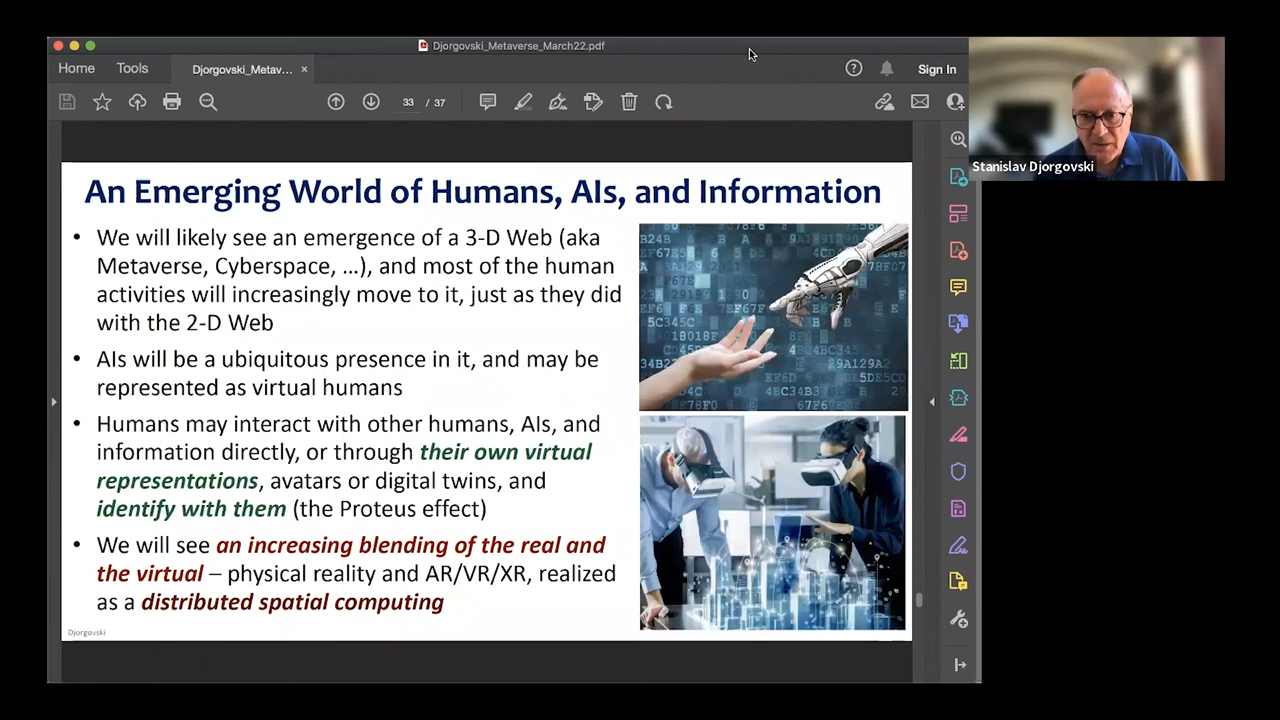 Djorgovski_Metaverse_March22.pdf
Home
Tools
Djorgovski_Metav...
Sign In
33 / 37
Stanislav Djorgovski
An Emerging World of Humans, AIs, and Information
• We will likely see an emergence of a 3-D Web (aka
Metaverse, Cyberspace, ...), and most of the human
activities will increasingly move to it, just as they did
with the 2-D Web
• AIs will be a ubiquitous presence in it, and may be
represented as virtual humans
• Humans may interact with other humans, AIs, and
information directly, or through their own virtual
representations, avatars or digital twins, and
identify with them (the Proteus effect)
• We will see an increasing blending of the real and
the virtual – physical reality and AR/VR/XR, realized
as a distributed spatial computing
Djorgovski